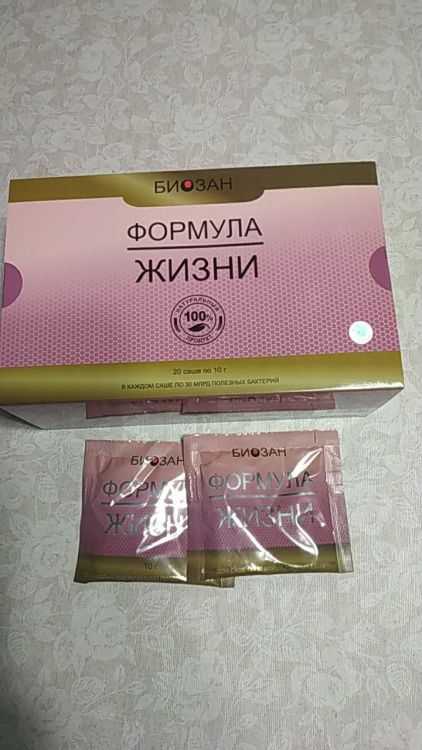 БИОЗАН
ФОРМУЛА
ЖИЗНИ
НАТУРАЛЬНЫЙ
100%
ПРОДУКТ
20 саше по 10 г
В КАЖДОМ САШЕ ПО 30 МЛРД ПОЛЕЗНЫХ БАКТЕРИЙ
БИОЗАН
ФОРМУЛА
ЖИЗНИ
10 г
БИОЗАН
ФОРМУЛА
ЖИЗНИ